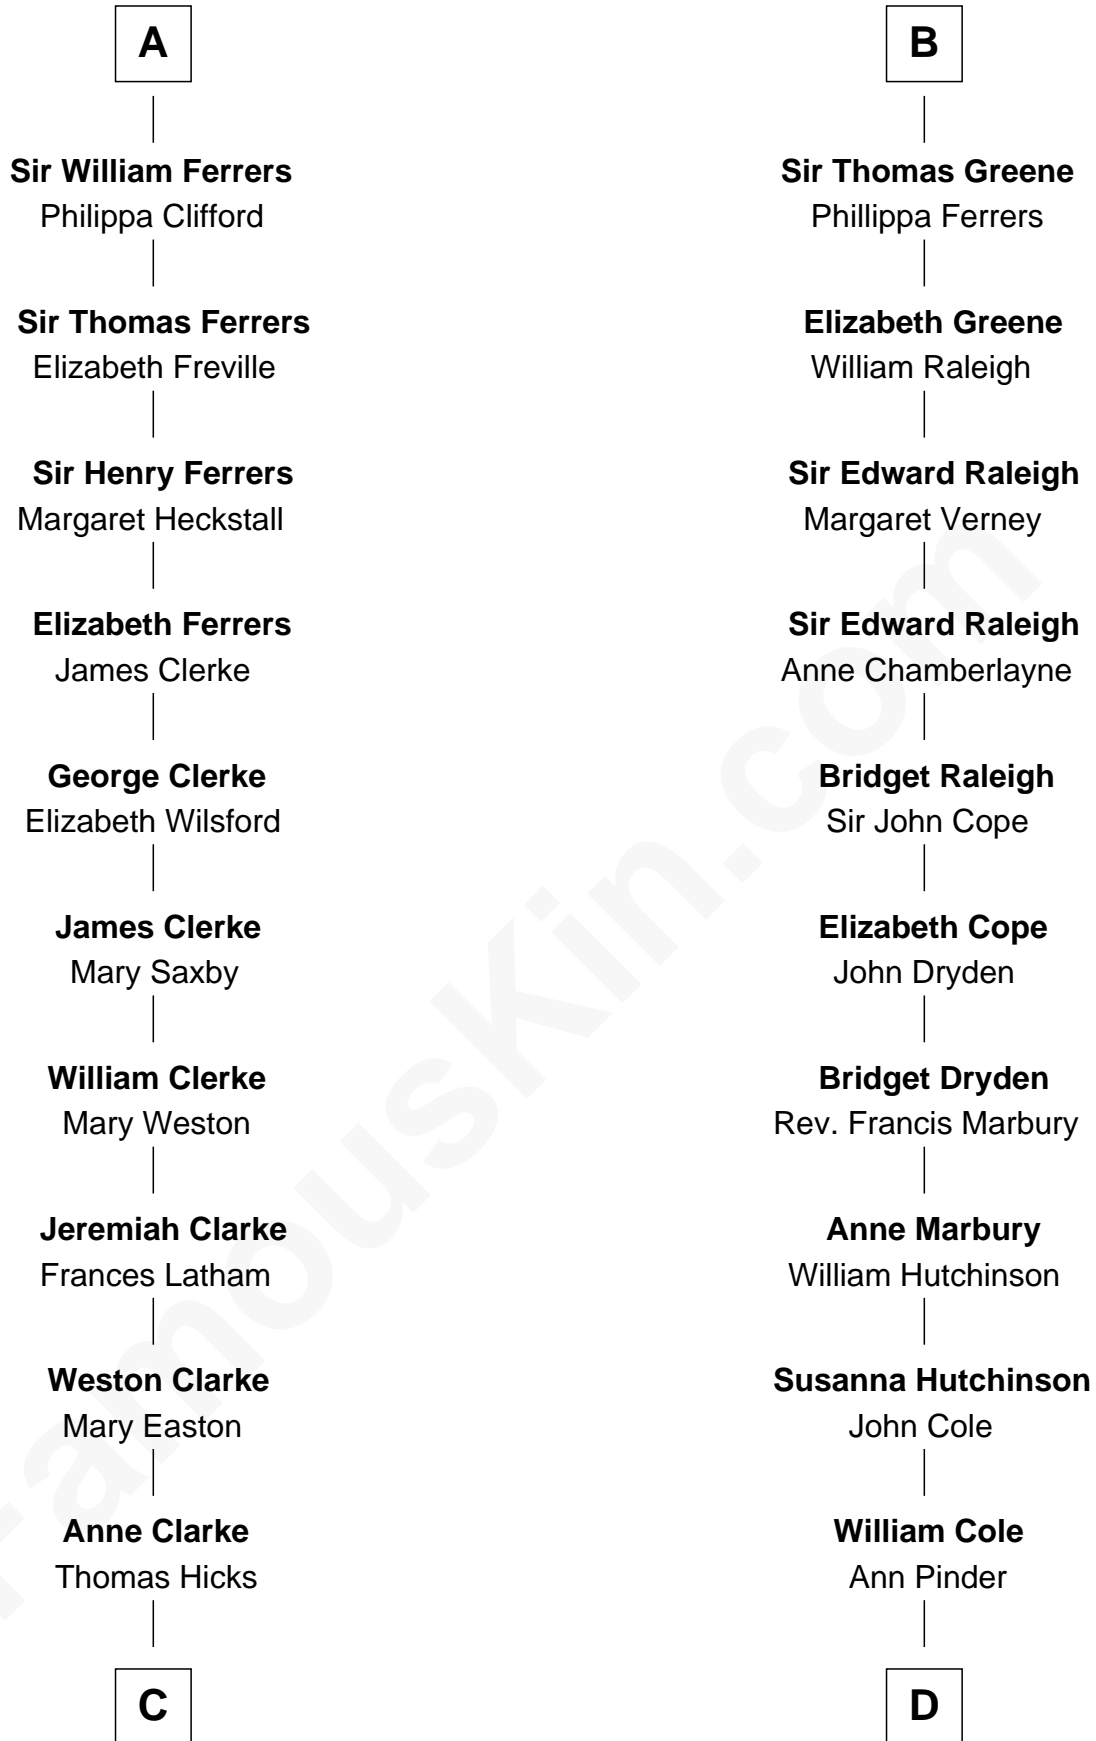 A
Sir William Ferrers
Philippa Clifford
Sir Thomas Ferrers
Elizabeth Freville
Sir Henry Ferrers
Margaret Heckstall
Elizabeth Ferrers
James Clerke
George Clerke
Elizabeth Wilsford
James Clerke
Mary Saxby
William Clerke
Mary Weston
Jeremiah Clarke
Frances Latham
Weston Clarke
Mary Easton
Anne Clarke
Thomas Hicks
C
B
Sir Thomas Greene
Phillippa Ferrers
Elizabeth Greene
William Raleigh
Sir Edward Raleigh
Margaret Verney
Sir Edward Raleigh
Anne Chamberlayne
Bridget Raleigh
Sir John Cope
Elizabeth Cope
John Dryden
Bridget Dryden
Rev. Francis Marbury
Anne Marbury
William Hutchinson
Susanna Hutchinson
John Cole
William Cole
Ann Pinder
D
FamousKin.com